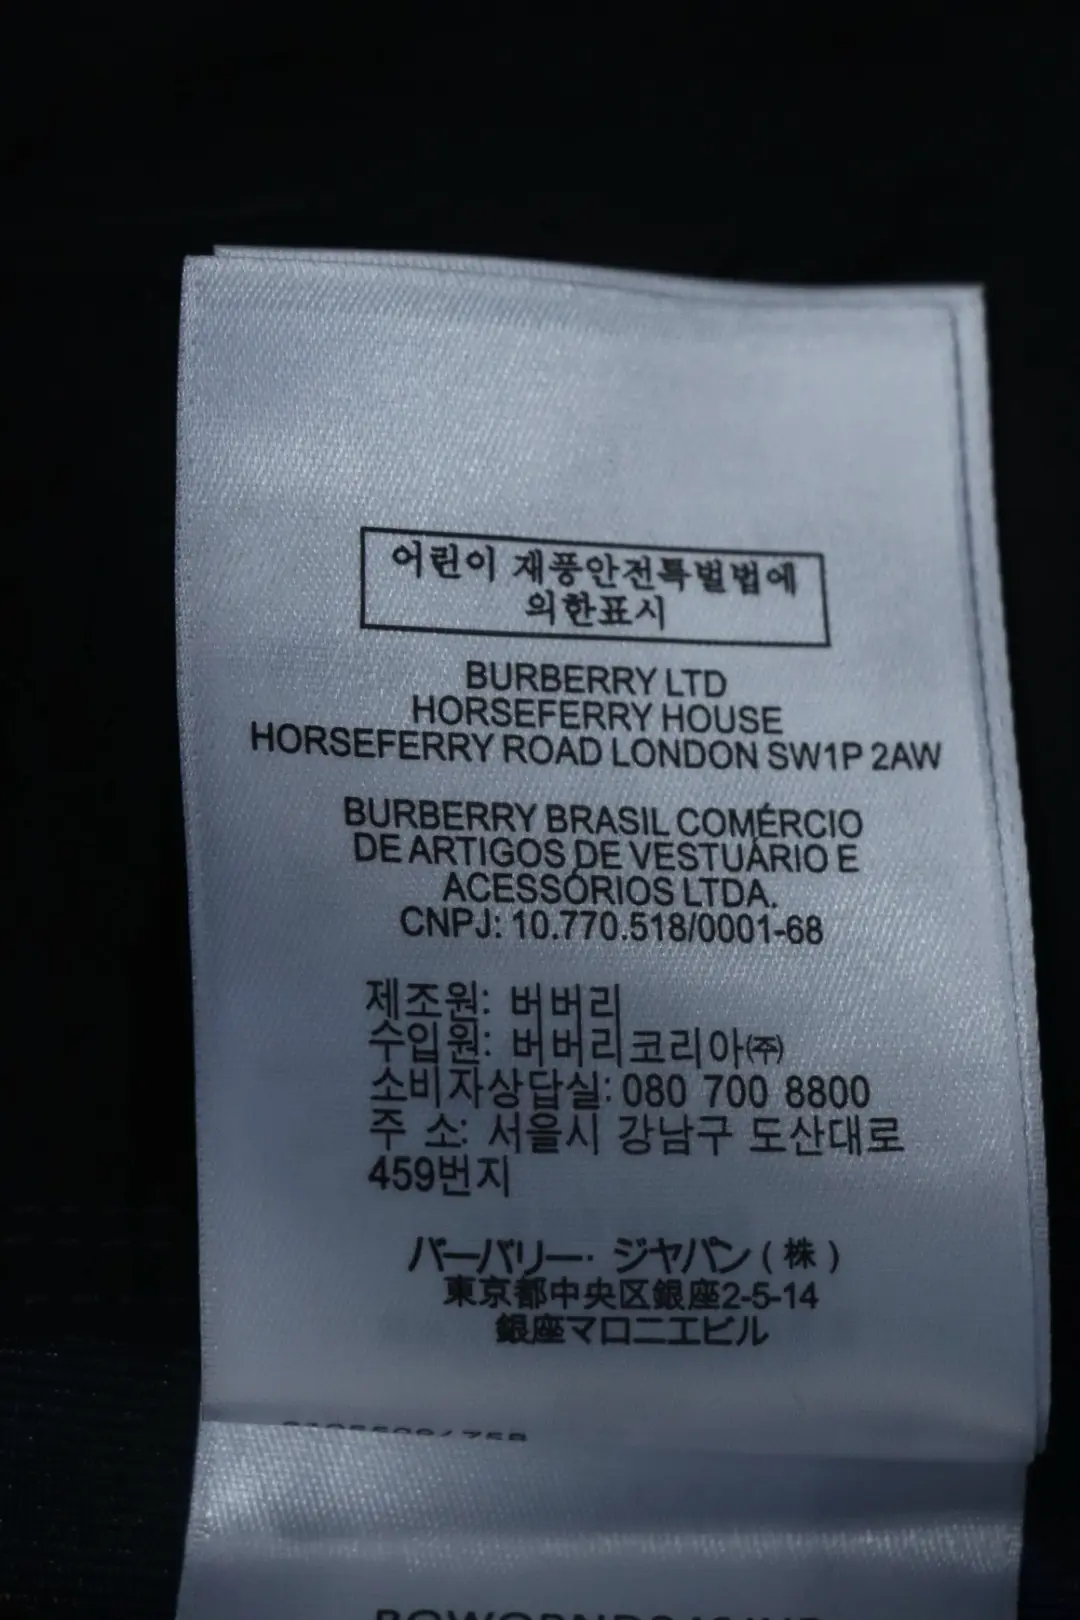 어린이 재품안전특별법에
의한표시
BURBERRY LTD
HORSEFERRY HOUSE
HORSEFERRY ROAD LONDON SW1P 2AW
BURBERRY BRASIL COMÉRCIO
DE ARTIGOS DE VESTUÁRIO E
ACESSÓRIOS LTDA.
CNPJ: 10.770.518/0001-68
제조원: 버버리
수입원: 버버리코리아㈜
소비자상답실: 080 700 8800
주 소: 서울시 강남구 도산대로
459번지
バーバリー· ジャパン ( 株 )
東京都中央区銀座2-5-14
銀座マロニエビル